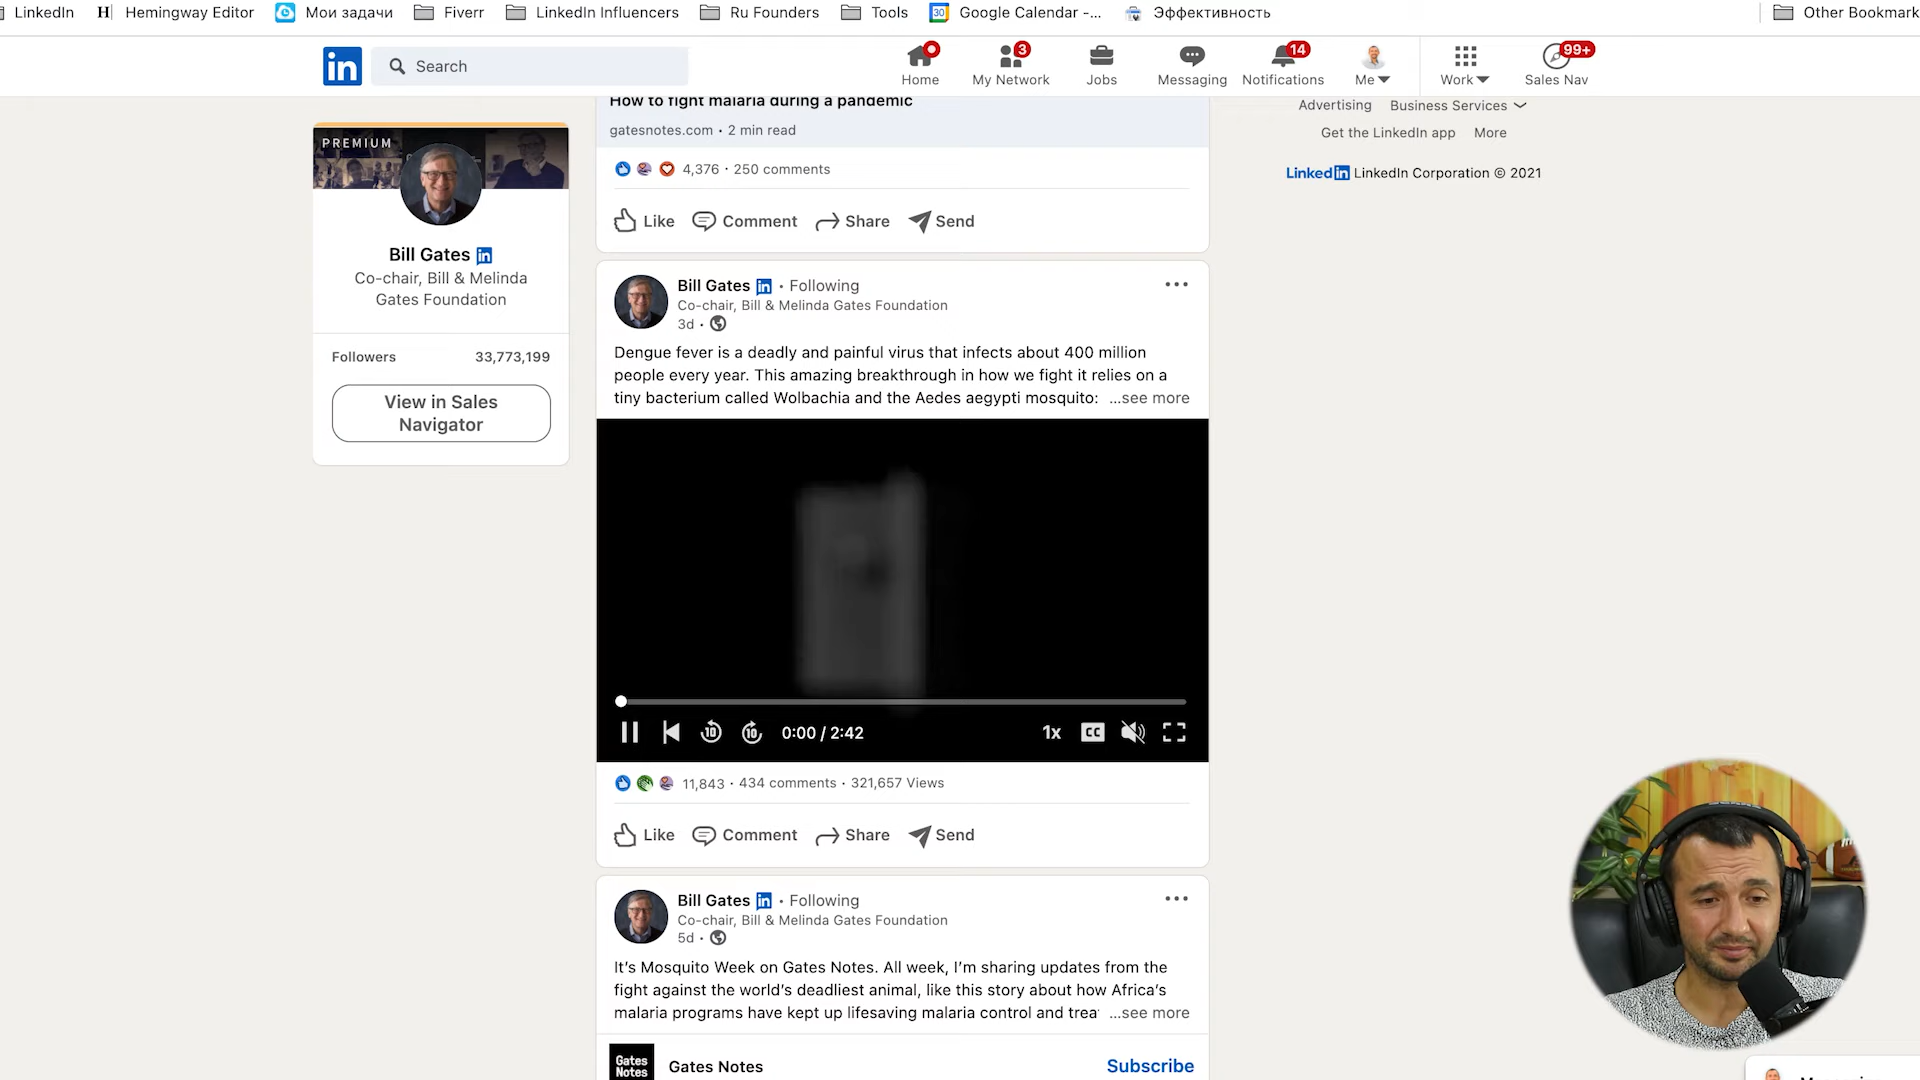 LinkedIn
H Hemingway Editor
Мои задачи
Fiverr
LinkedIn Influencers
Ru Founders
Tools
30 Google Calendar -...
Эффективность
Other Bookmark
in
Search
Home
3
My Network
Jobs
Messaging
14
Notifications
Me
Work
99+
Sales Nav
PREMIUM
Bill Gates in
Co-chair, Bill & Melinda
Gates Foundation
Followers 33,773,199
View in Sales
Navigator
How to fight malaria during a pandemic
gatesnotes.com • 2 min read
4,376 · 250 comments
Like Comment Share Send
Bill Gates in • Following
Co-chair, Bill & Melinda Gates Foundation
3d •
Dengue fever is a deadly and painful virus that infects about 400 million
people every year. This amazing breakthrough in how we fight it relies on a
tiny bacterium called Wolbachia and the Aedes aegypti mosquito: ...see more
10 10 0:00 / 2:42 1x CC
11,843 · 434 comments · 321,657 Views
Like Comment Share Send
Bill Gates in • Following
Co-chair, Bill & Melinda Gates Foundation
5d •
It’s Mosquito Week on Gates Notes. All week, I’m sharing updates from the
fight against the world’s deadliest animal, like this story about how Africa’s
malaria programs have kept up lifesaving malaria control and trea ...see more
Gates
Notes
Gates Notes
Subscribe
Advertising Business Services
Get the LinkedIn app More
LinkedIn LinkedIn Corporation © 2021